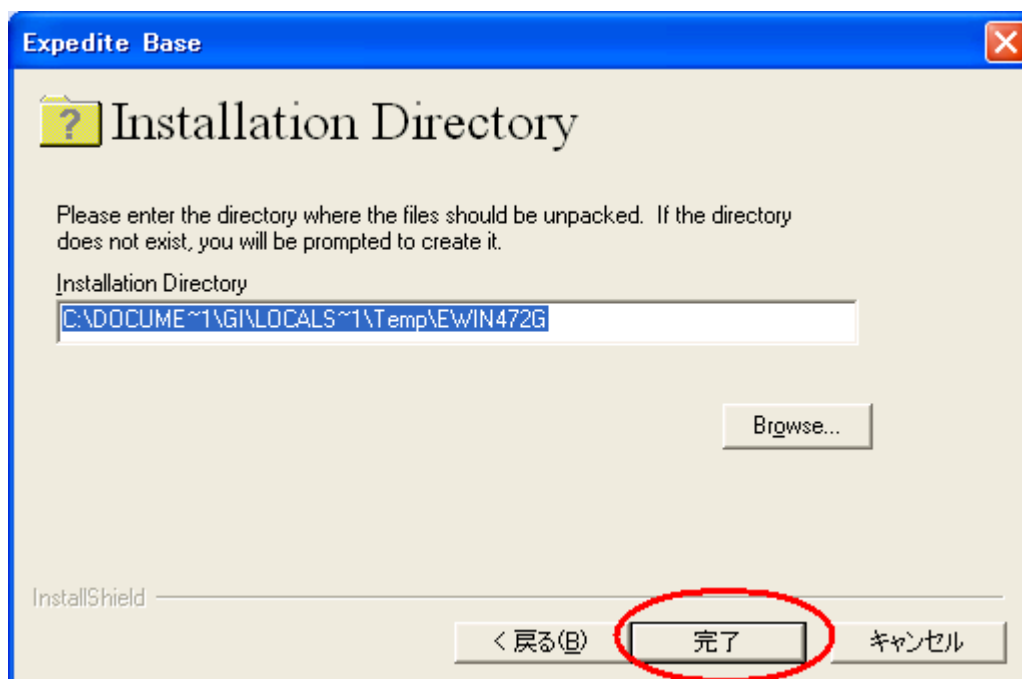 Expedite Base
? Installation Directory
Please enter the directory where the files should be unpacked. If the directory
does not exist, you will be prompted to create it.
Installation Directory
C:\DOCUME~1\GI\LOCALS~1\Temp\EWIN472G
Browse...
InstallShield
< 戻る(B)
完了
キャンセル